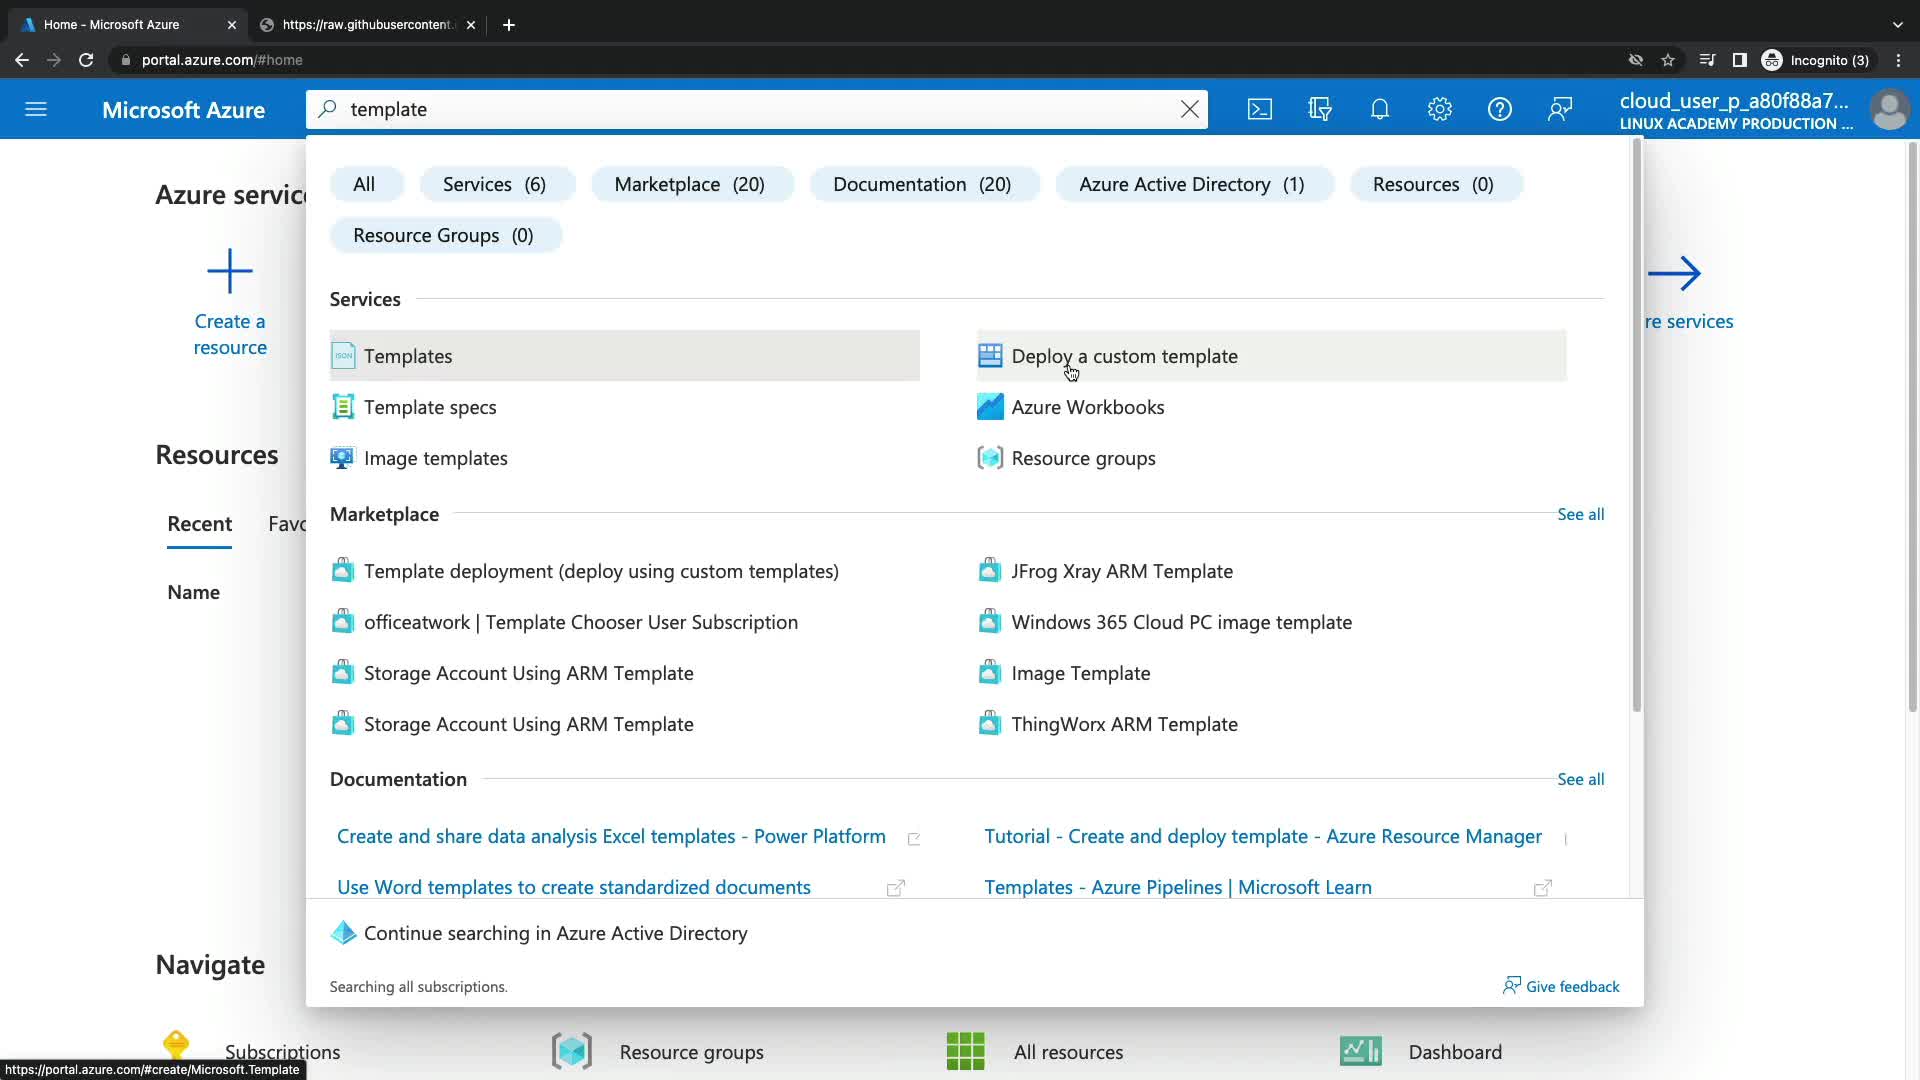 Home - Microsoft Azure
https://raw.githubusercontent.
portal.azure.com/#home
Incognito (3)
Microsoft Azure
template
cloud_user_p_a80f88a7...
LINUX ACADEMY PRODUCTION ...
All
Services (6)
Marketplace (20)
Documentation (20)
Azure Active Directory (1)
Resources (0)
Resource Groups (0)
Azure servic
Create a
resource
re services
Services
Templates
Deploy a custom template
Template specs
Azure Workbooks
Image templates
Resource groups
Resources
Recent
Favo
Name
Marketplace
See all
Template deployment (deploy using custom templates)
JFrog Xray ARM Template
officeatwork | Template Chooser User Subscription
Windows 365 Cloud PC image template
Storage Account Using ARM Template
Image Template
Storage Account Using ARM Template
ThingWorx ARM Template
Documentation
See all
Create and share data analysis Excel templates - Power Platform
Tutorial - Create and deploy template - Azure Resource Manager
Use Word templates to create standardized documents
Templates - Azure Pipelines | Microsoft Learn
Continue searching in Azure Active Directory
Searching all subscriptions.
Give feedback
Navigate
Subscriptions
Resource groups
All resources
Dashboard
https://portal.azure.com/#create/Microsoft.Template